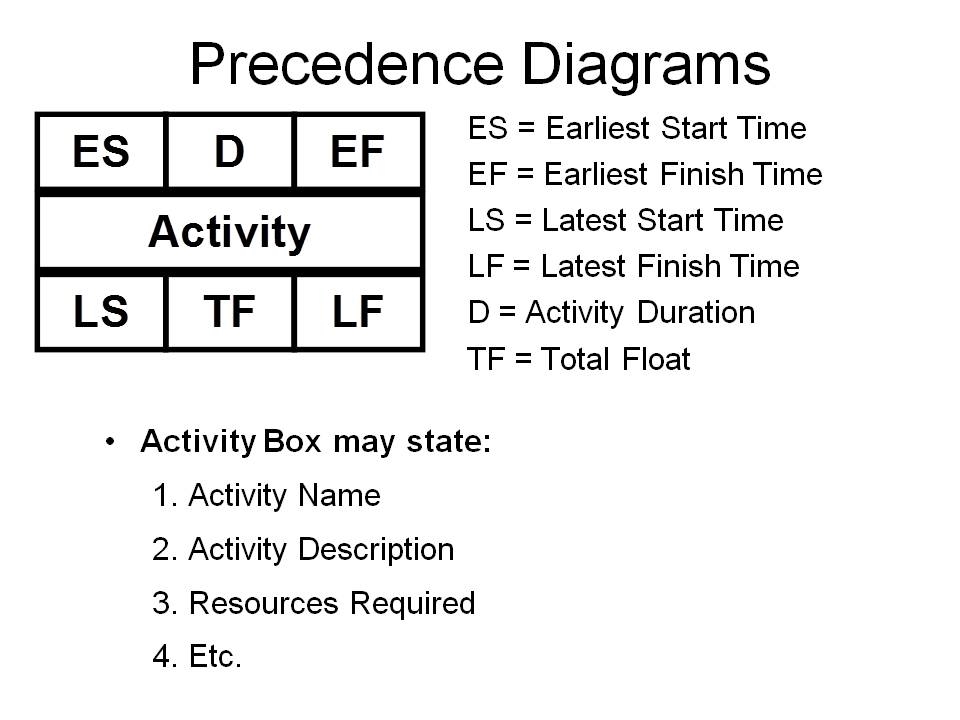 Precedence Diagrams
ES D EF
Activity
LS TF LF
ES = Earliest Start Time
EF = Earliest Finish Time
LS = Latest Start Time
LF = Latest Finish Time
D = Activity Duration
TF = Total Float
• Activity Box may state:
1. Activity Name
2. Activity Description
3. Resources Required
4. Etc.